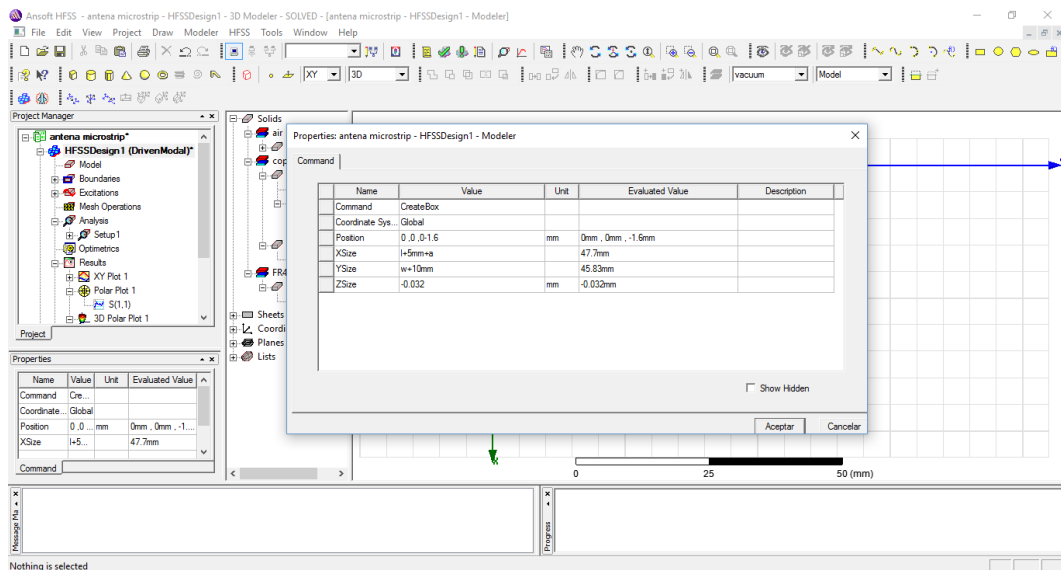 Ansoft HFSS - antena microstrip - HFSSDesign1 - 3D Modeler - SOLVED - [antena microstrip - HFSSDesign1 - Modeler]
File Edit View Project Draw Modeler HFSS Tools Window Help
XY 3D vacuum Model
Project Manager
antena microstrip*
HFSSDesign1 (DrivenModal)*
Model
Boundaries
Excitations
Mesh Operations
Analysis
Setup1
Optimetrics
Results
XY Plot 1
Polar Plot 1
S(1,1)
3D Polar Plot 1
Project
Solids
air
cop
FR4
Sheets
Coordi
Planes
Lists
Properties: antena microstrip - HFSSDesign1 - Modeler
Command
Name Value Unit Evaluated Value Description
Command CreateBox
Coordinate Sys... Global
Position 0 ,0 ,0-1.6 mm 0mm , 0mm , -1.6mm
XSize l+5mm+a 47.7mm
YSize w+10mm 45.83mm
ZSize -0.032 mm -0.032mm
Show Hidden
Aceptar Cancelar
Properties
Name Value Unit Evaluated Value
Command Cre...
Coordinate... Global
Position 0 ,0 ... mm 0mm , 0mm , -1....
XSize l+5... 47.7mm
Command
0 25 50 (mm)
Message Ma
Progress
Nothing is selected